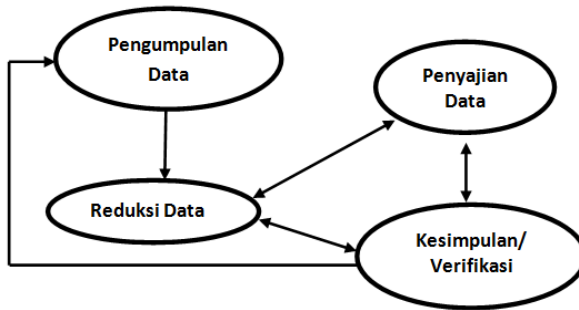 Pengumpulan
Data
Penyajian
Data
Reduksi Data
Kesimpulan/
Verifikasi